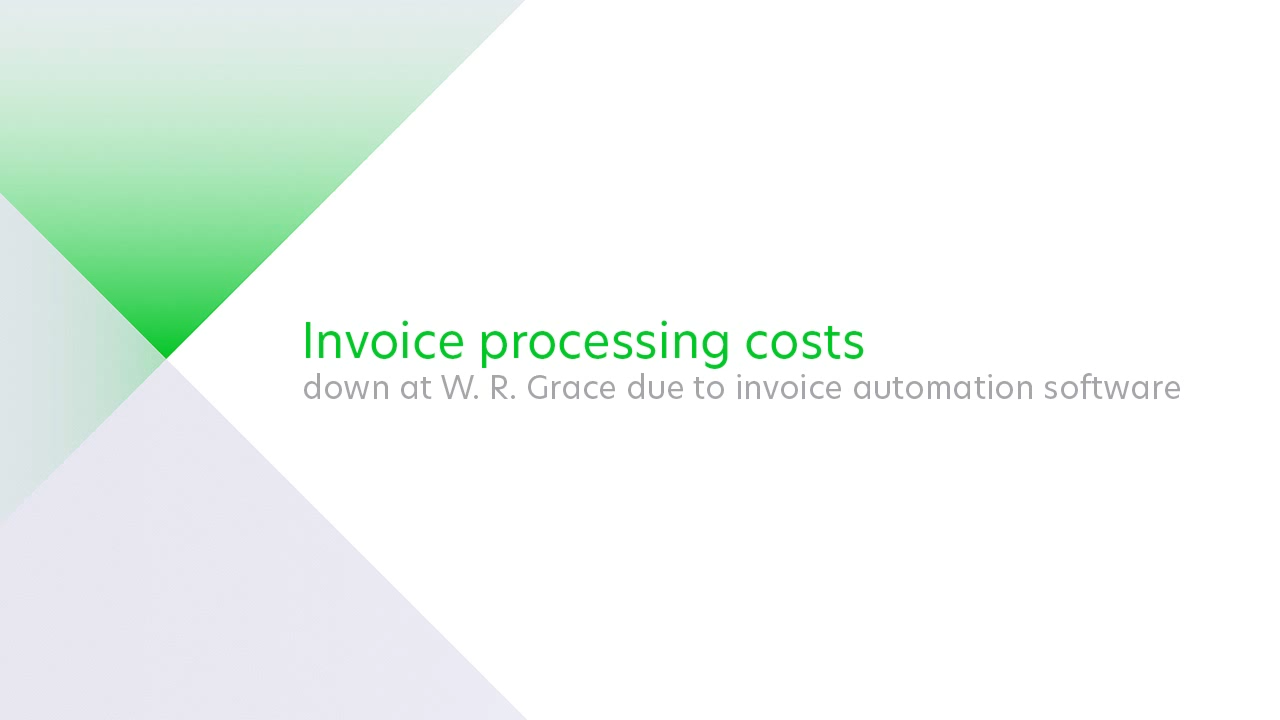 Invoice processing costs
down at W. R. Grace due to invoice automation software